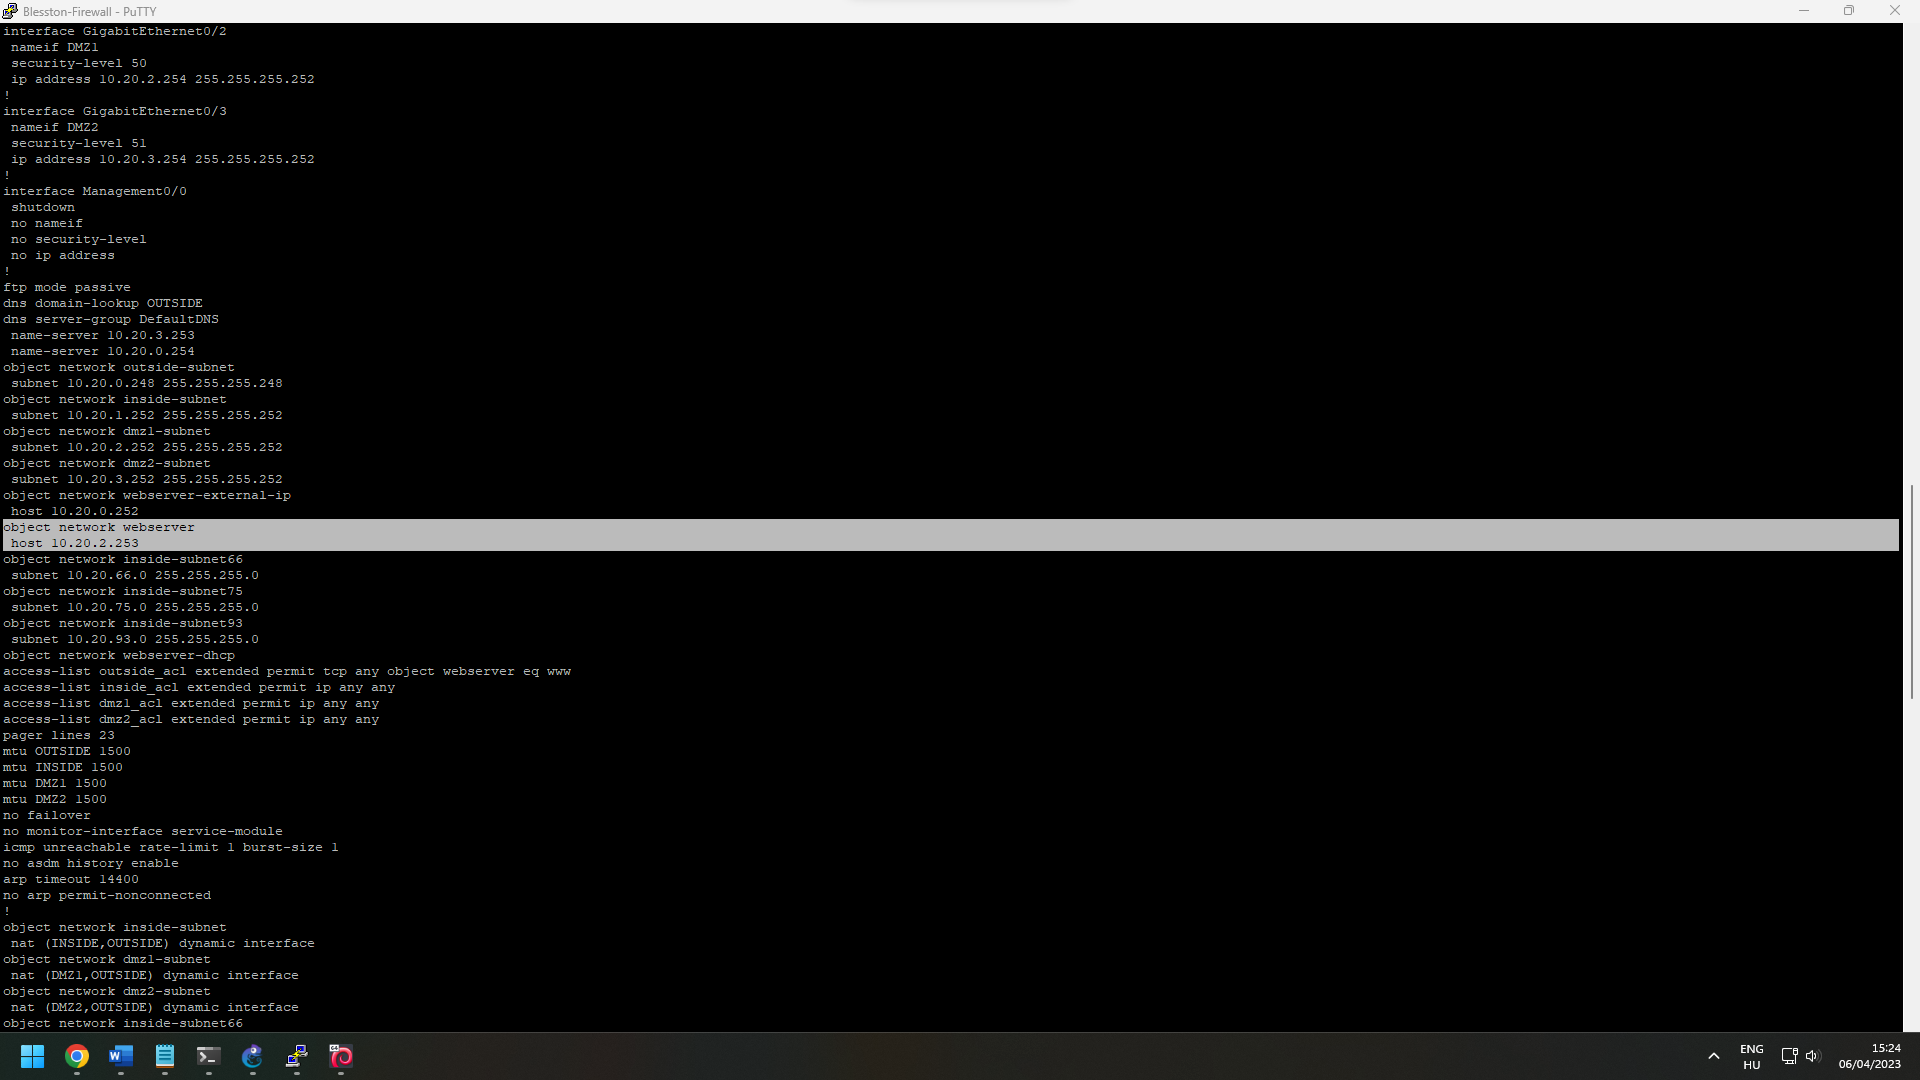 Blesston-Firewall - PuTTY
interface GigabitEthernet0/2
 nameif DMZ1
 security-level 50
 ip address 10.20.2.254 255.255.255.252
!
interface GigabitEthernet0/3
 nameif DMZ2
 security-level 51
 ip address 10.20.3.254 255.255.255.252
!
interface Management0/0
 shutdown
 no nameif
 no security-level
 no ip address
!
ftp mode passive
dns domain-lookup OUTSIDE
dns server-group DefaultDNS
 name-server 10.20.3.253
 name-server 10.20.0.254
object network outside-subnet
 subnet 10.20.0.248 255.255.255.248
object network inside-subnet
 subnet 10.20.1.252 255.255.255.252
object network dmz1-subnet
 subnet 10.20.2.252 255.255.255.252
object network dmz2-subnet
 subnet 10.20.3.252 255.255.255.252
object network webserver-external-ip
 host 10.20.0.252
object network webserver
 host 10.20.2.253
object network inside-subnet66
 subnet 10.20.66.0 255.255.255.0
object network inside-subnet75
 subnet 10.20.75.0 255.255.255.0
object network inside-subnet93
 subnet 10.20.93.0 255.255.255.0
object network webserver-dhcp
access-list outside_acl extended permit tcp any object webserver eq www
access-list inside_acl extended permit ip any any
access-list dmz1_acl extended permit ip any any
access-list dmz2_acl extended permit ip any any
pager lines 23
mtu OUTSIDE 1500
mtu INSIDE 1500
mtu DMZ1 1500
mtu DMZ2 1500
no failover
no monitor-interface service-module
icmp unreachable rate-limit 1 burst-size 1
no asdm history enable
arp timeout 14400
no arp permit-nonconnected
!
object network inside-subnet
 nat (INSIDE,OUTSIDE) dynamic interface
object network dmz1-subnet
 nat (DMZ1,OUTSIDE) dynamic interface
object network dmz2-subnet
 nat (DMZ2,OUTSIDE) dynamic interface
object network inside-subnet66
ENG
HU
15:24
06/04/2023